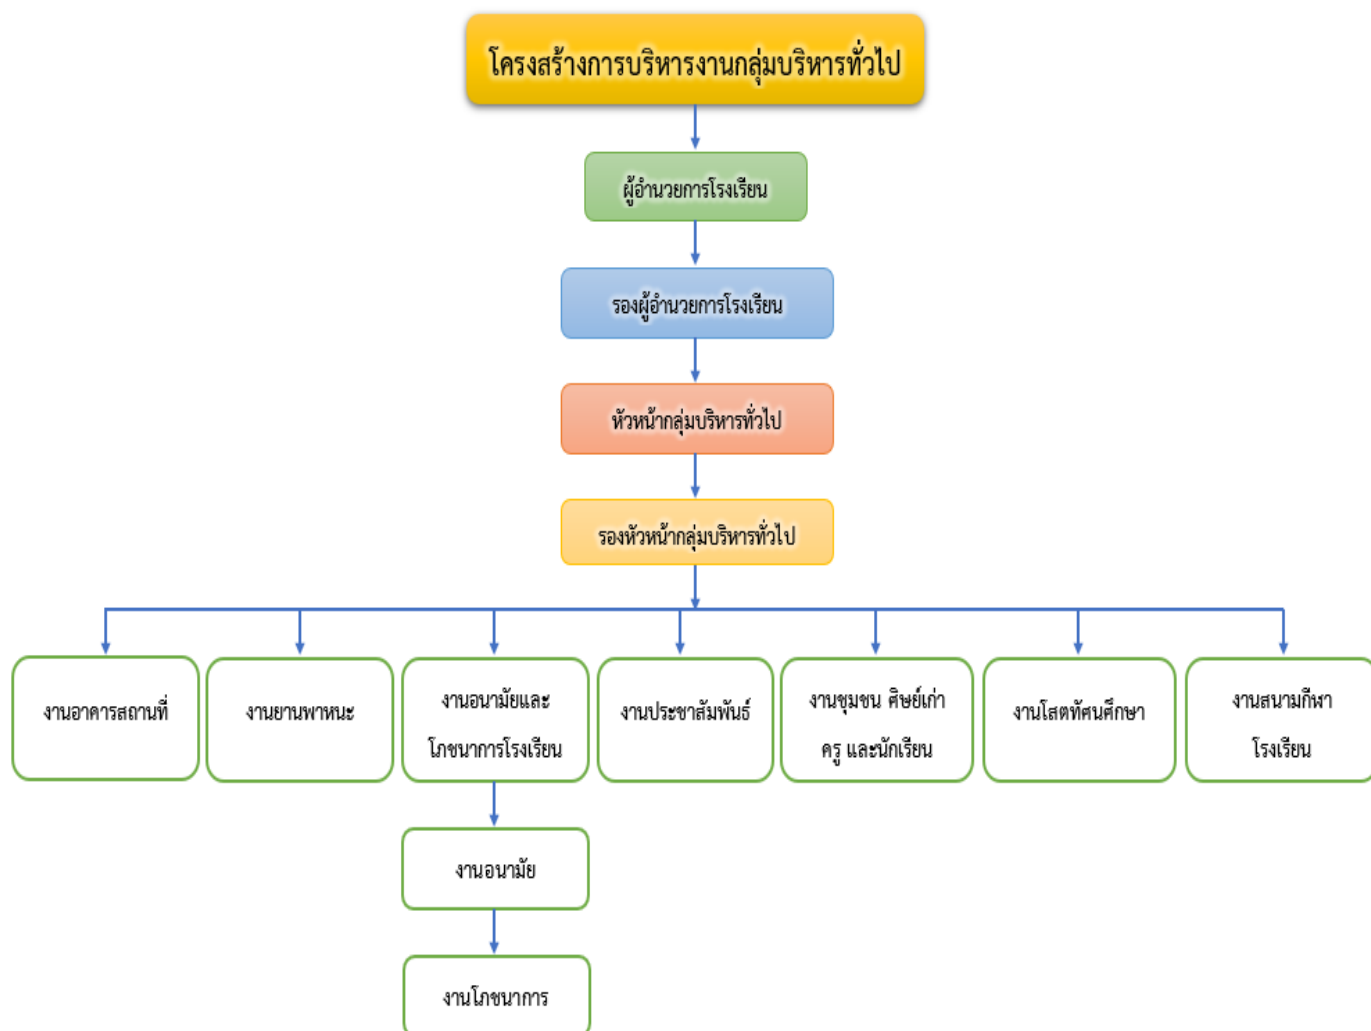 โครงสร้างการบริหารงานกลุ่มบริหารทั่วไป
ผู้อำนวยการโรงเรียน
รองผู้อำนวยการโรงเรียน
หัวหน้ากลุ่มบริหารทั่วไป
รองหัวหน้ากลุ่มบริหารทั่วไป
งานอาคารสถานที่
งานยานพาหนะ
งานอนามัยและ
โภชนาการโรงเรียน
งานประชาสัมพันธ์
งานชุมชน ศิษย์เก่า
ครู และนักเรียน
งานโสตทัศนศึกษา
งานสนามกีฬา
โรงเรียน
งานอนามัย
งานโภชนาการ